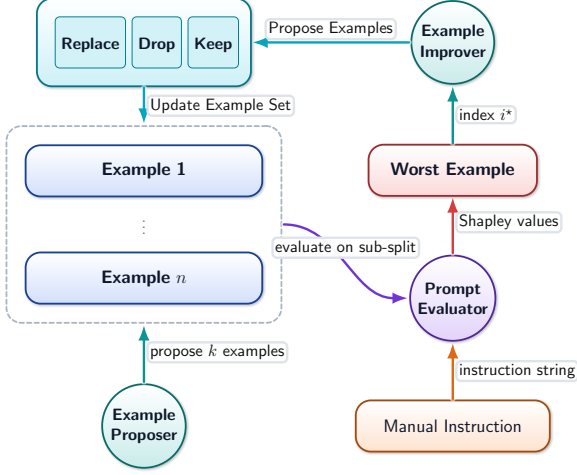 Replace Drop Keep
Propose Examples
Example
Improver
Update Example Set
index i*
Example 1
Worst Example
⋮
Shapley values
evaluate on sub-split
Example n
Prompt
Evaluator
propose k examples
instruction string
Example
Proposer
Manual Instruction